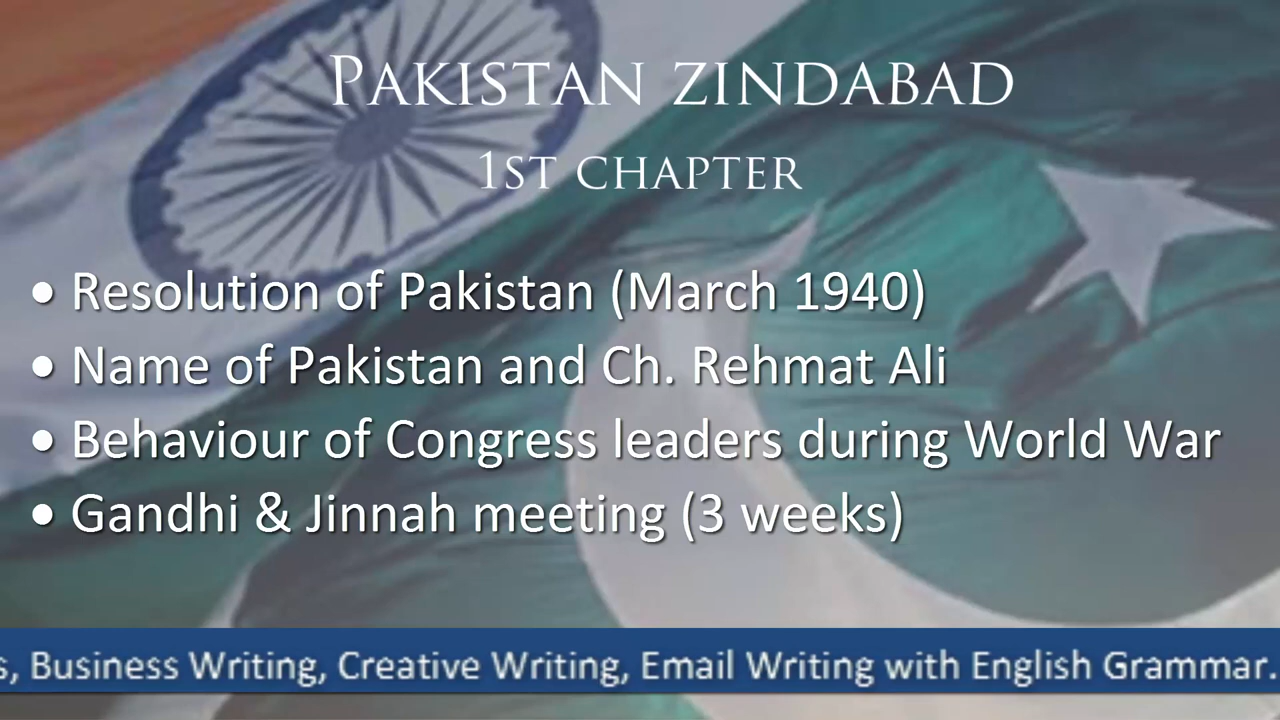 PAKISTAN ZINDABAD
1ST CHAPTER
• Resolution of Pakistan (March 1940)
• Name of Pakistan and Ch. Rehmat Ali
• Behaviour of Congress leaders during World War
• Gandhi & Jinnah meeting (3 weeks)
s, Business Writing, Creative Writing, Email Writing with English Grammar.